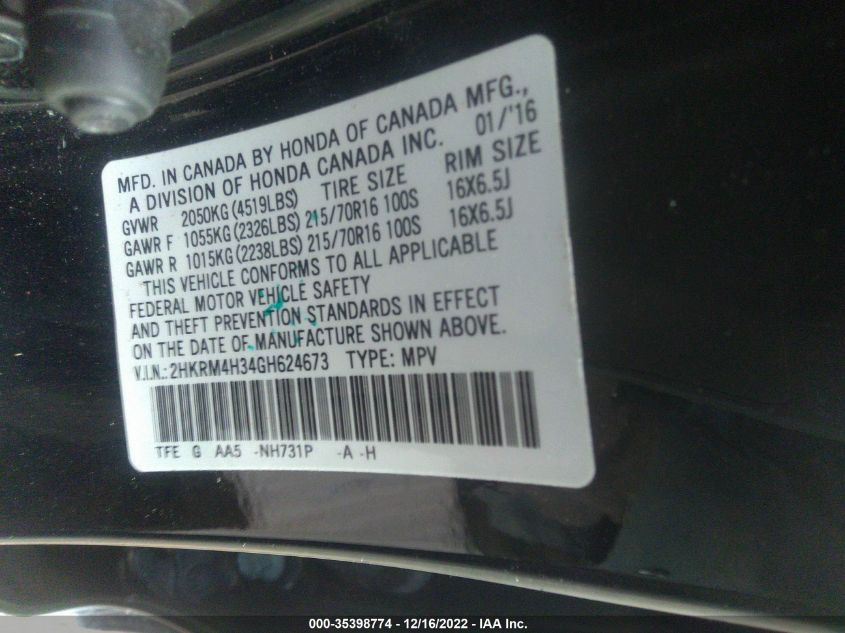 MFD. IN CANADA BY HONDA OF CANADA MFG.,
A DIVISION OF HONDA CANADA INC. 01/'16
GVWR 2050KG(4519LBS) TIRE SIZE RIM SIZE
GAWR F 1055KG(2326LBS) 215/70R16 100S 16X6.5J
GAWR R 1015KG(2238LBS) 215/70R16 100S 16X6.5J
THIS VEHICLE CONFORMS TO ALL APPLICABLE
FEDERAL MOTOR VEHICLE SAFETY
AND THEFT PREVENTION STANDARDS IN EFFECT
ON THE DATE OF MANUFACTURE SHOWN ABOVE.
V.I.N.:2HKRM4H34GH624673 TYPE: MPV
TFE G AA5 -NH731P -A -H
000-35398774 - 12/16/2022 - IAA Inc.